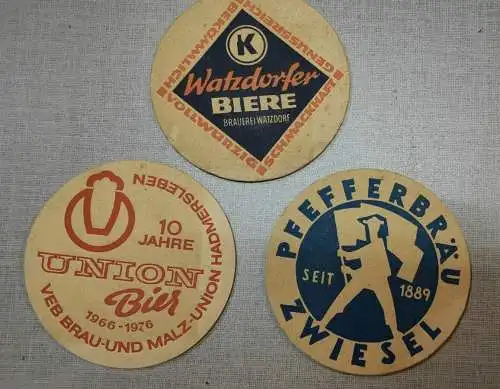 K
Watzdorfer
BIERE
BRAUEREI WATZDORF
BEKÖMMLICH
GENUSSREICH
VOLLWÜRZIG
SCHMACKHAFT
10
JAHRE
UNION
Bier
1966-1976
VEB BRAU-UND MALZ-UNION HADMERSLEBEN
PFEFFERBRÄU
SEIT 1889
ZWIESEL